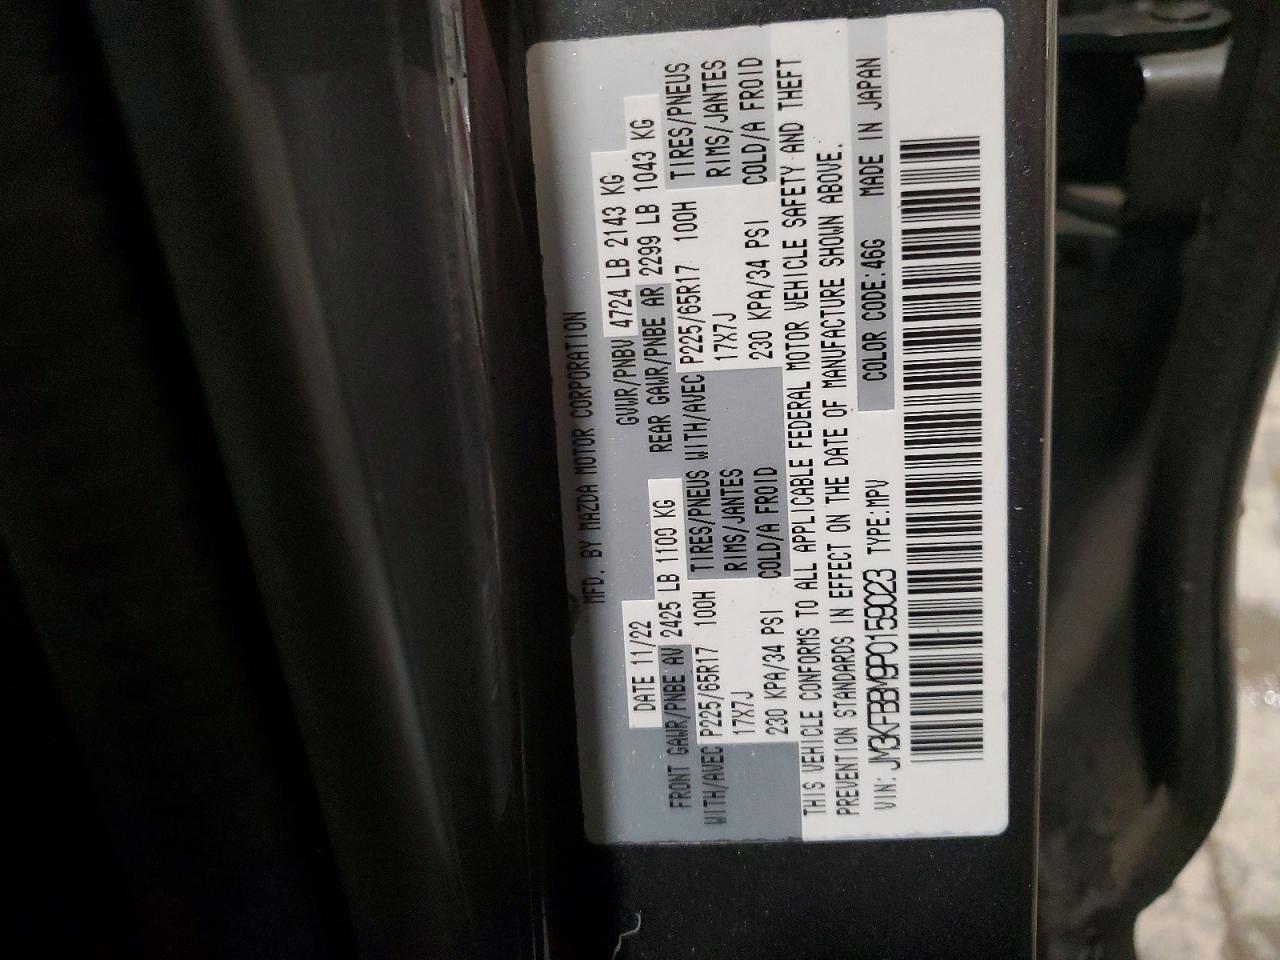 MFD. BY MAZDA MOTOR CORPORATION
DATE 11/22 GVWR/PNBV 4724 LB 2143 KG
FRONT GAWR/PNBE AV 2425 LB 1100 KG REAR GAWR/PNBE AR 2299 LB 1043 KG
WITH/AVEC P225/65R17 100H TIRES/PNEUS WITH/AVEC P225/65R17 100H TIRES/PNEUS
17X7J RIMS/JANTES 17X7J RIMS/JANTES
230 KPA/34 PSI COLD/A FROID 230 KPA/34 PSI COLD/A FROID
THIS VEHICLE CONFORMS TO ALL APPLICABLE FEDERAL MOTOR VEHICLE SAFETY AND THEFT
PREVENTION STANDARDS IN EFFECT ON THE DATE OF MANUFACTURE SHOWN ABOVE.
VIN: JM3KFBBM9P0159023 TYPE:MPV COLOR CODE:46G MADE IN JAPAN